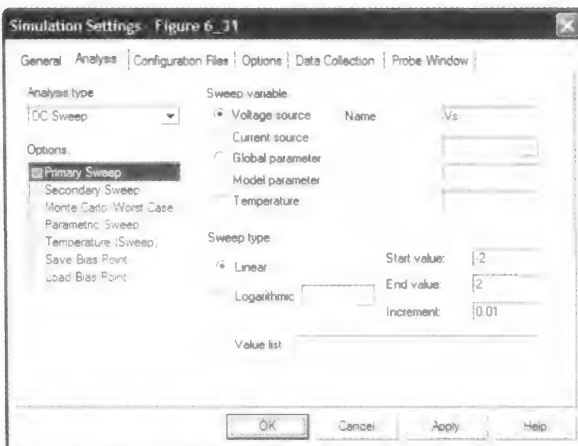 Simulation Settings - Figure 6_31
General Analysis Configuration Files Options Data Collection Probe Window
Analysis type
DC Sweep
Options:
Primary Sweep
Secondary Sweep
Monte Carlo/Worst Case
Parametric Sweep
Temperature (Sweep)
Save Bias Point
Load Bias Point
Sweep variable
Voltage source
Name
Vs
Current source
Global parameter
Model parameter
Temperature
Sweep type
Linear
Logarithmic
Start value: -2
End value: 2
Increment: 0.01
Value list
OK Cancel Apply Help